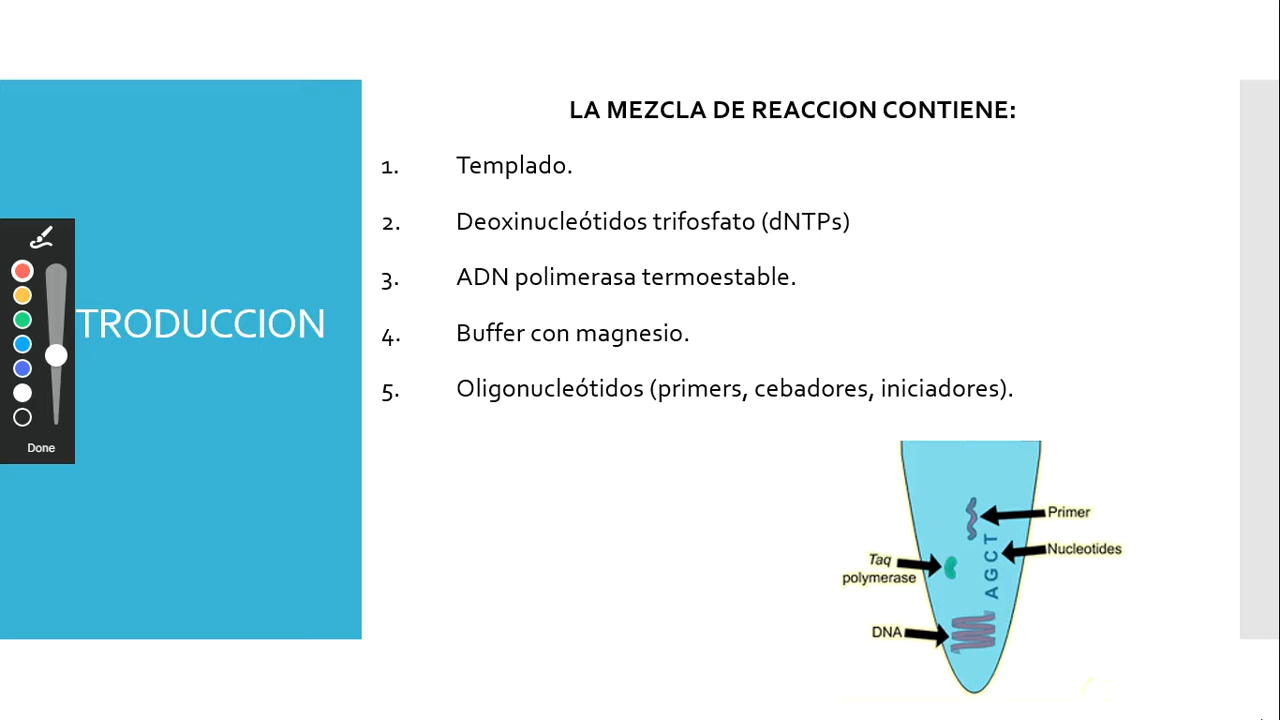 LA MEZCLA DE REACCION CONTIENE:
1. Templado.
2. Deoxinucleótidos trifosfato (dNTPs)
3. ADN polimerasa termoestable.
4. Buffer con magnesio.
5. Oligonucleótidos (primers, cebadores, iniciadores).
TRODUCCION
Done
Primer
Nucleotides
Taq
polymerase
DNA
AGCT